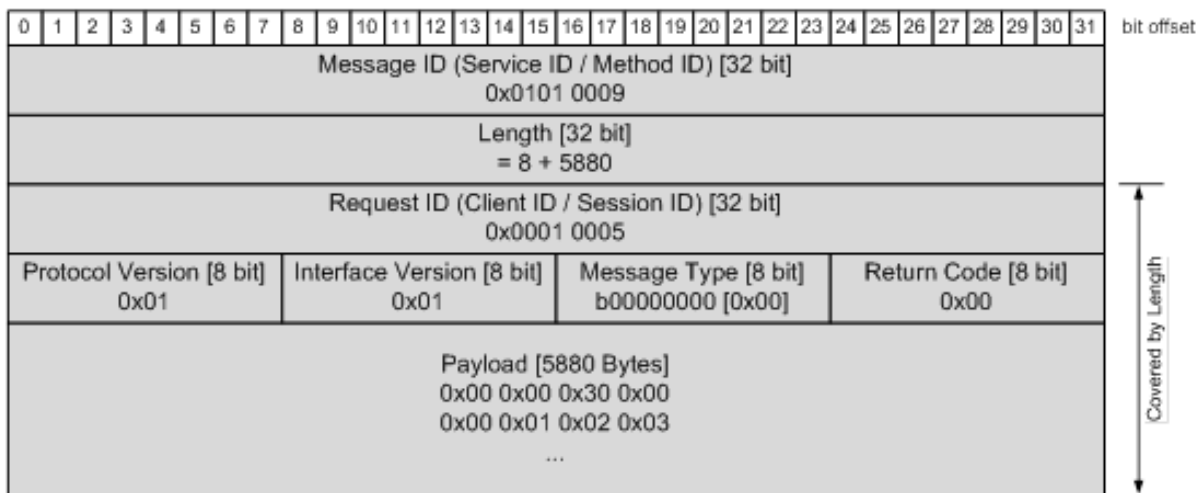 0 1 2 3 4 5 6 7 8 9 10 11 12 13 14 15 16 17 18 19 20 21 22 23 24 25 26 27 28 29 30 31 bit offset
Message ID (Service ID / Method ID) [32 bit]
0x0101 0009
Length [32 bit]
= 8 + 5880
Request ID (Client ID / Session ID) [32 bit]
0x0001 0005
Protocol Version [8 bit] Interface Version [8 bit] Message Type [8 bit] Return Code [8 bit]
0x01 0x01 b00000000 [0x00] 0x00
Payload [5880 Bytes]
0x00 0x00 0x30 0x00
0x00 0x01 0x02 0x03
...
Covered by Length